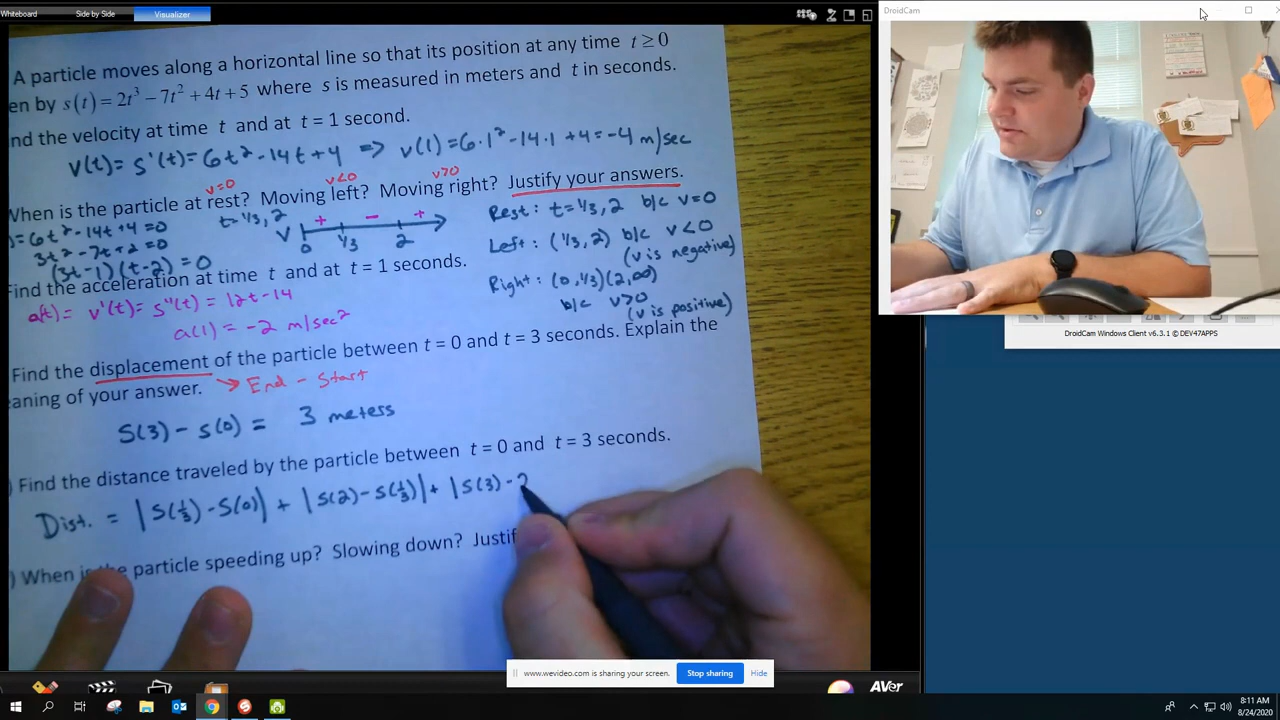 Whiteboard Side by Side Visualizer
DroidCam
A particle moves along a horizontal line so that its position at any time t ≥ 0
en by s(t) = 2t³ − 7t² + 4t + 5 where s is measured in meters and t in seconds.
nd the velocity at time t and at t = 1 second.
v(t) = s'(t) = 6t² - 14t + 4 => v(1) = 6·1² - 14·1 + 4 = -4 m/sec
v=0 v<0 v>0
When is the particle at rest? Moving left? Moving right? Justify your answers.
) = 6t² - 14t + 4 = 0
3t² - 7t + 2 = 0
(3t - 1)(t - 2) = 0
t = 1/3, 2
+ - +
V 0 1/3 2
Rest: t = 1/3, 2 b/c v = 0
Left: (1/3, 2) b/c v < 0
(v is negative)
Right: (0, 1/3)(2, ∞)
b/c v > 0
(v is positive)
Find the acceleration at time t and at t = 1 seconds.
a(t) = v'(t) = s''(t) = 12t - 14
a(1) = -2 m/sec²
Find the displacement of the particle between t = 0 and t = 3 seconds. Explain the
eaning of your answer. → End - Start
S(3) - s(0) = 3 meters
) Find the distance traveled by the particle between t = 0 and t = 3 seconds.
Dist. = |S(1/3) - S(0)| + |S(2) - S(1/3)| + |S(3) -
) When is the particle speeding up? Slowing down? Justif
DroidCam Windows Client v6.3.1 © DEV47APPS
www.wevideo.com is sharing your screen. Stop sharing Hide
AVer
8:11 AM
8/24/2020